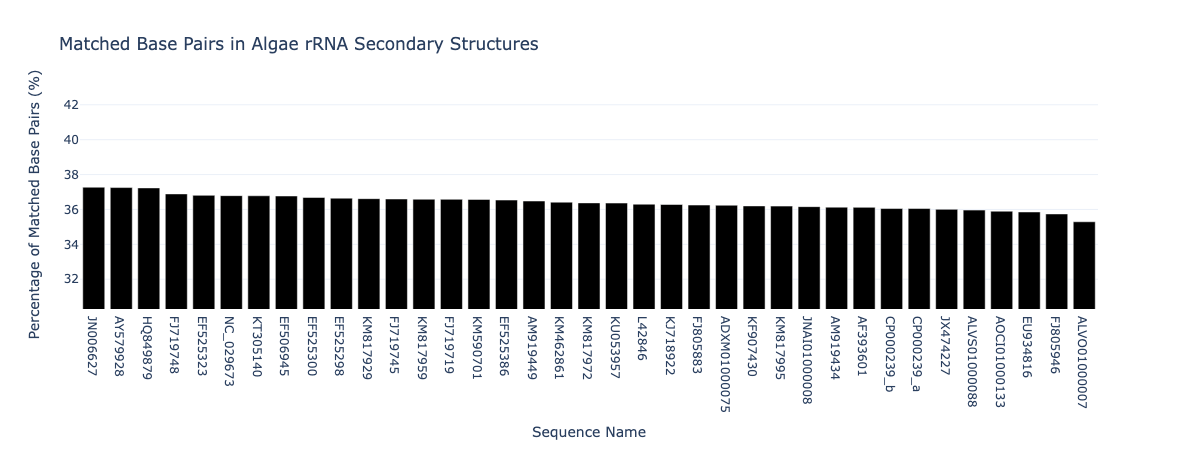 Matched Base Pairs in Algae rRNA Secondary Structures
Percentage of Matched Base Pairs (%)
42
40
38
36
34
32
JN006627
AY579928
HQ849879
FJ719748
EF525323
NC_029673
KT305140
EF506945
EF525300
EF525298
KM817929
FJ719745
KM817959
FJ719719
KM590701
EF525386
AM919449
KM462861
KM817972
KU053957
L42846
KJ718922
FJ805883
ADXM01000075
KF907430
KM817995
JNAI01000008
AM919434
AF393601
CP000239_b
CP000239_a
JX474227
ALVS01000088
AOCI01000133
EU934816
FJ805946
ALVO01000007
Sequence Name